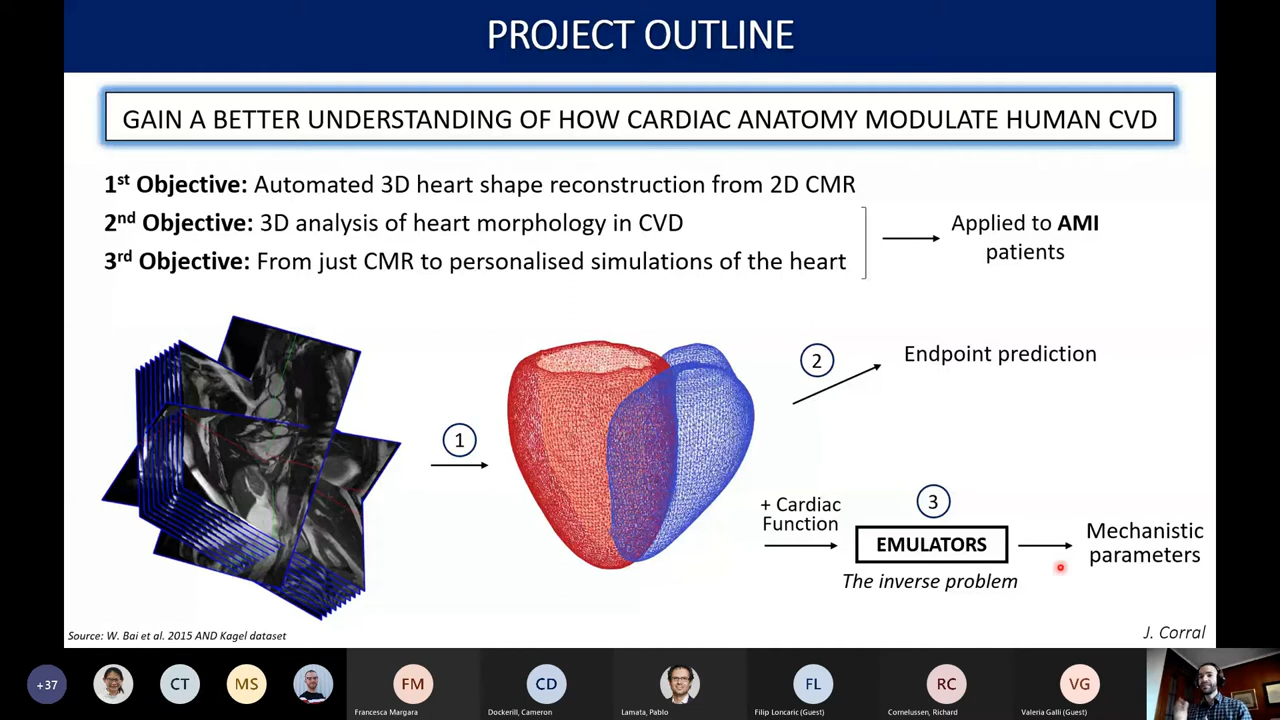 PROJECT OUTLINE
GAIN A BETTER UNDERSTANDING OF HOW CARDIAC ANATOMY MODULATE HUMAN CVD
1st Objective: Automated 3D heart shape reconstruction from 2D CMR
2nd Objective: 3D analysis of heart morphology in CVD
3rd Objective: From just CMR to personalised simulations of the heart
Applied to AMI
patients
1
2
Endpoint prediction
+ Cardiac
Function
3
EMULATORS
The inverse problem
Mechanistic
parameters
Source: W. Bai et al. 2015 AND Kagel dataset
J. Corral
+37
CT
MS
FM
Francesca Margara
CD
Dockerill, Cameron
Lamata, Pablo
FL
Filip Loncaric (Guest)
RC
Cornelussen, Richard
VG
Valeria Galli (Guest)